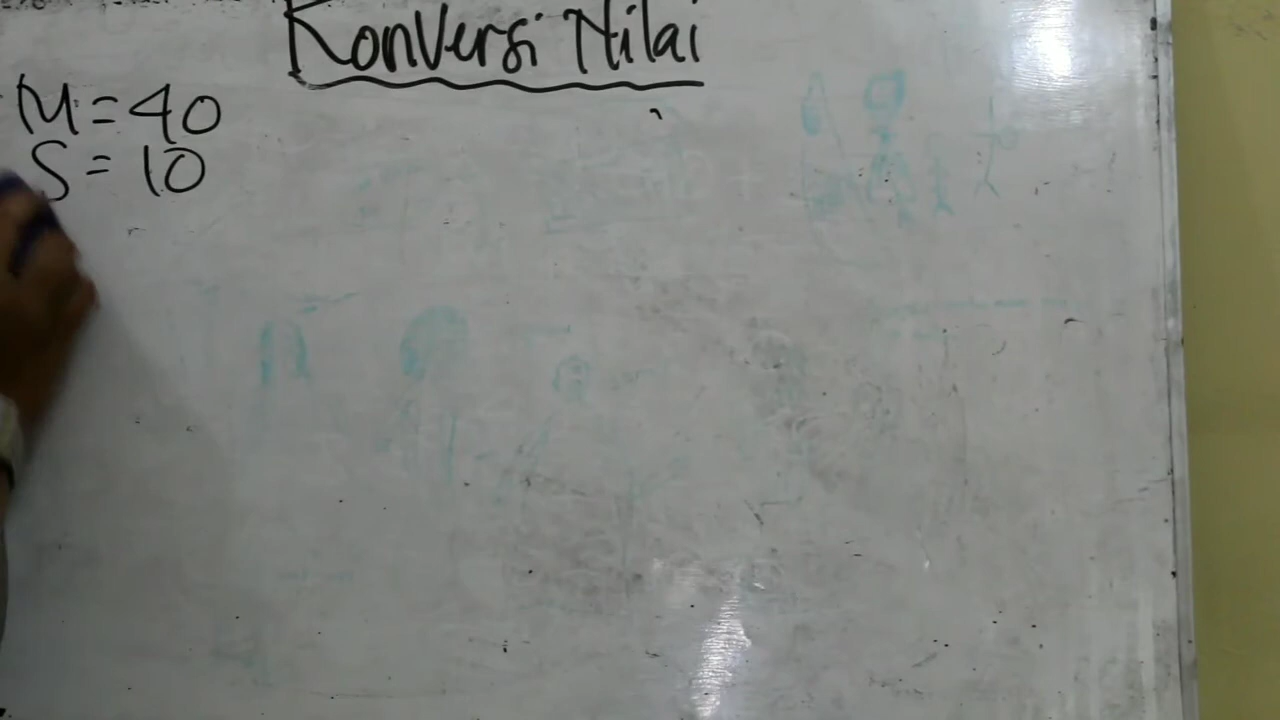 Konversi Nilai
M = 40
S = 10